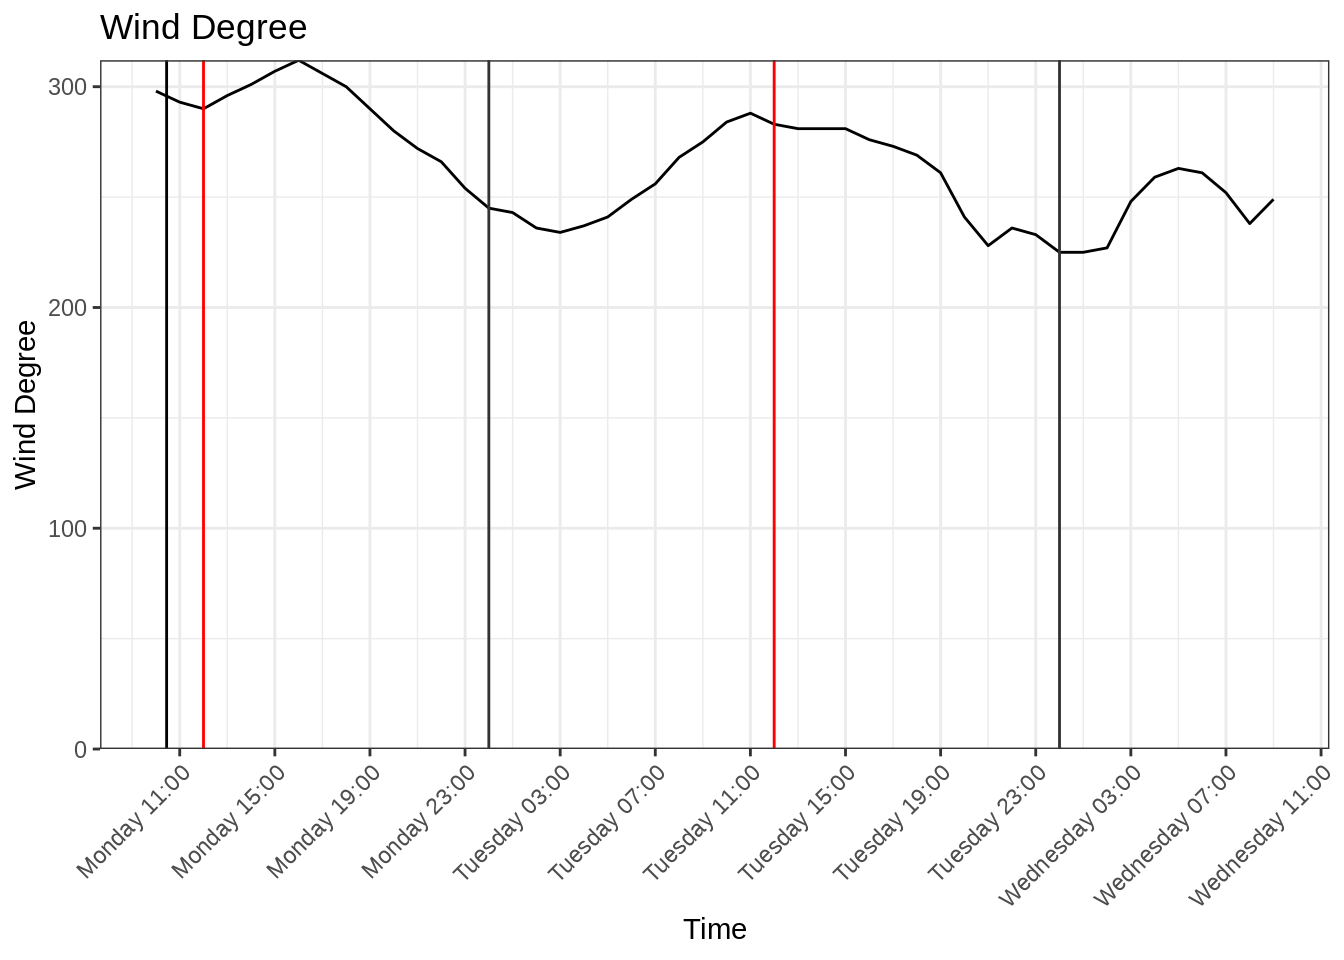 Wind Degree
Wind Degree
300
200
100
0
Monday 11:00
Monday 15:00
Monday 19:00
Monday 23:00
Tuesday 03:00
Tuesday 07:00
Tuesday 11:00
Tuesday 15:00
Tuesday 19:00
Tuesday 23:00
Wednesday 03:00
Wednesday 07:00
Wednesday 11:00
Time